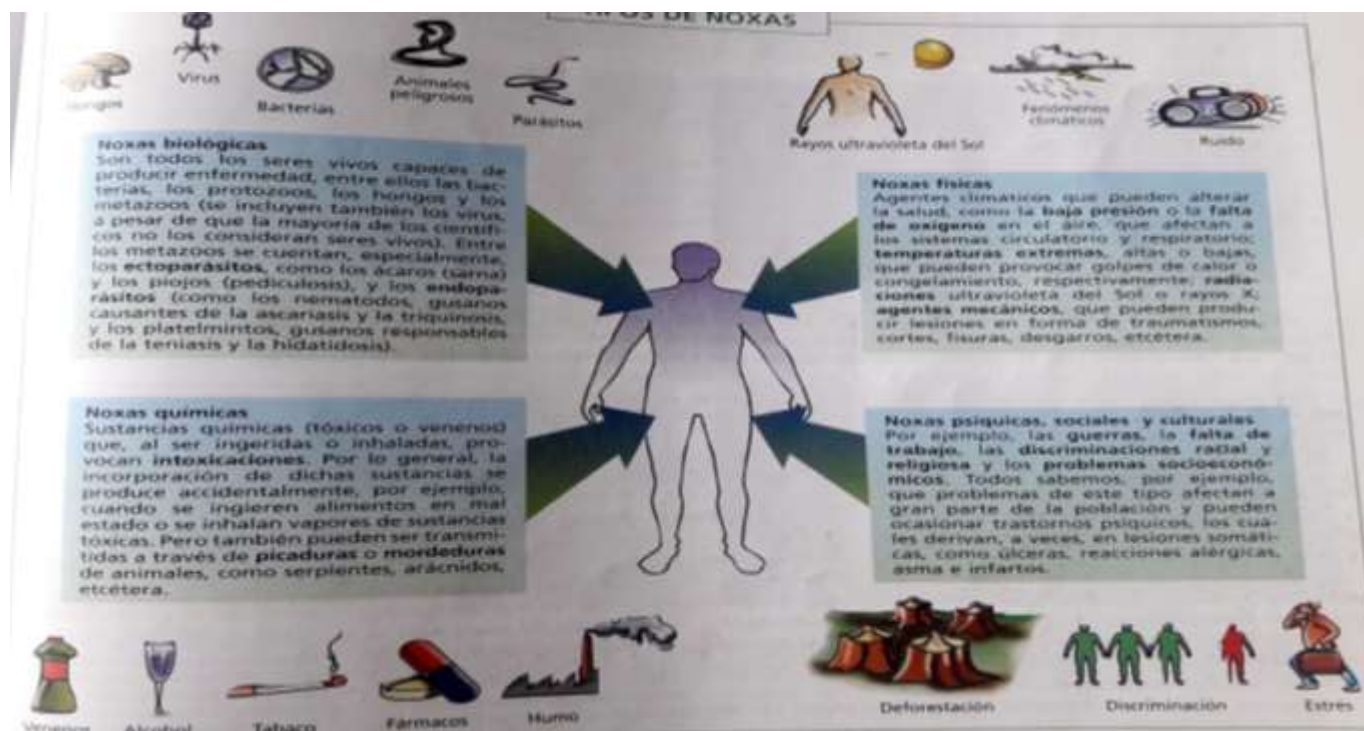 TIPOS DE NOXAS
Hongos
Virus
Bacterias
Animales
peligrosos
Parásitos
Rayos ultravioleta del Sol
Fenómenos
climáticos
Ruido
Noxas biológicas
Son todos los seres vivos capaces de
producir enfermedad, entre ellos las bac-
terias, los protozoos, los hongos y los
metazoos (se incluyen también los virus,
a pesar de que la mayoría de los científi-
cos no los consideran seres vivos). Entre
los metazoos se cuentan, especialmente,
los ectoparásitos, como los ácaros (sarna)
y los piojos (pediculosis), y los endopa-
rásitos (como los nematodos, gusanos
causantes de la ascariasis y la triquinosis,
y los platelmintos, gusanos responsables
de la teniasis y la hidatidosis).
Noxas físicas
Agentes climáticos que pueden alterar
la salud, como la baja presión o la falta
de oxígeno en el aire, que afectan a
los sistemas circulatorio y respiratorio;
temperaturas extremas, altas o bajas,
que pueden provocar golpes de calor o
congelamiento, respectivamente; radia-
ciones ultravioleta del Sol o rayos X;
agentes mecánicos, que pueden produ-
cir lesiones en forma de traumatismos,
cortes, fisuras, desgarros, etcétera.
Noxas químicas
Sustancias químicas (tóxicos o venenos)
que, al ser ingeridas o inhaladas, pro-
vocan intoxicaciones. Por lo general, la
incorporación de dichas sustancias se
produce accidentalmente, por ejemplo,
cuando se ingieren alimentos en mal
estado o se inhalan vapores de sustancias
tóxicas. Pero también pueden ser transmi-
tidas a través de picaduras o mordeduras
de animales, como serpientes, arácnidos,
etcétera.
Noxas psíquicas, sociales y culturales
Por ejemplo, las guerras, la falta de
trabajo, las discriminaciones racial y
religiosa y los problemas socioeconó-
micos. Todos sabemos, por ejemplo,
que problemas de este tipo afectan a
gran parte de la población y pueden
ocasionar trastornos psíquicos, los cua-
les derivan, a veces, en lesiones somáti-
cas, como úlceras, reacciones alérgicas,
asma e infartos.
Venenos
Alcohol
Tabaco
Fármacos
Humo
Deforestación
Discriminación
Estrés